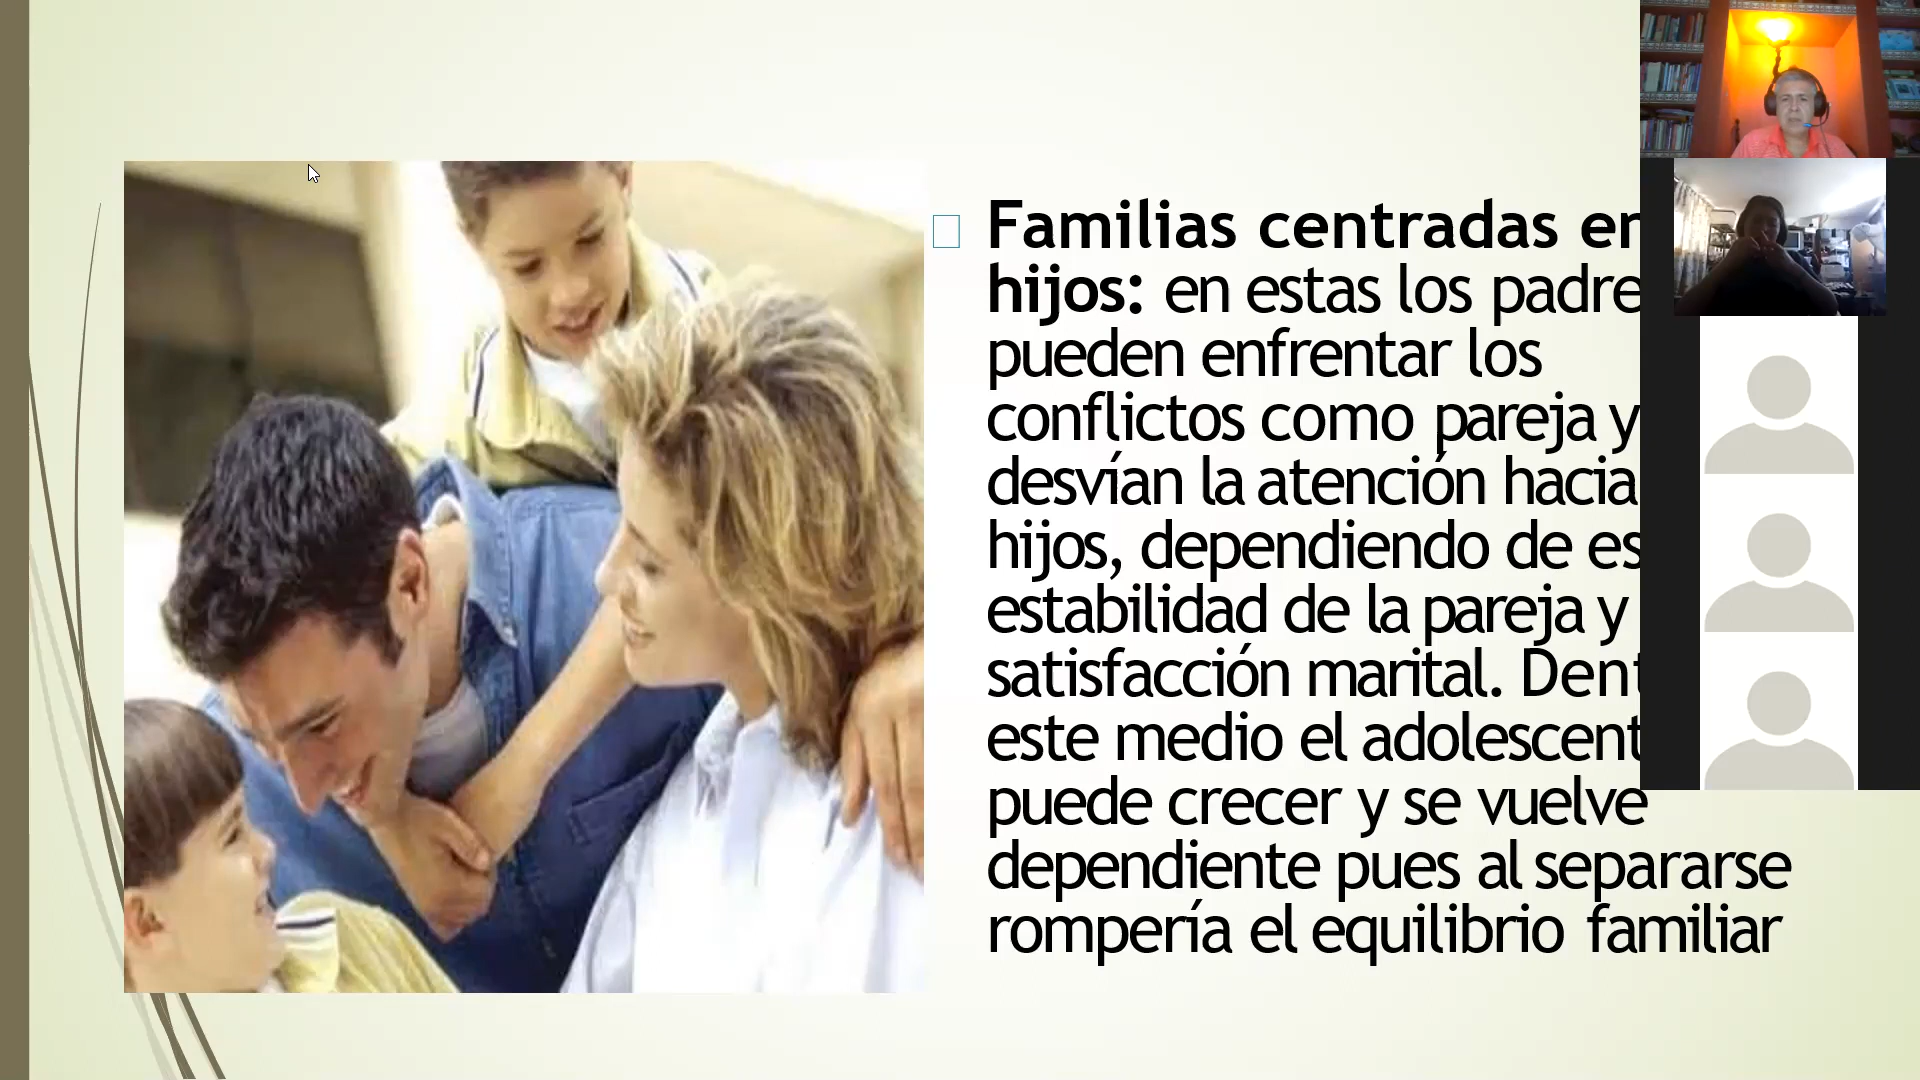 Familias centradas en
hijos: en estas los padre
pueden enfrentar los
conflictos como pareja y
desvían la atención hacia
hijos, dependiendo de es
estabilidad de la pareja y
satisfacción marital. Dent
este medio el adolescent
puede crecer y se vuelve
dependiente pues al separarse
rompería el equilibrio familiar